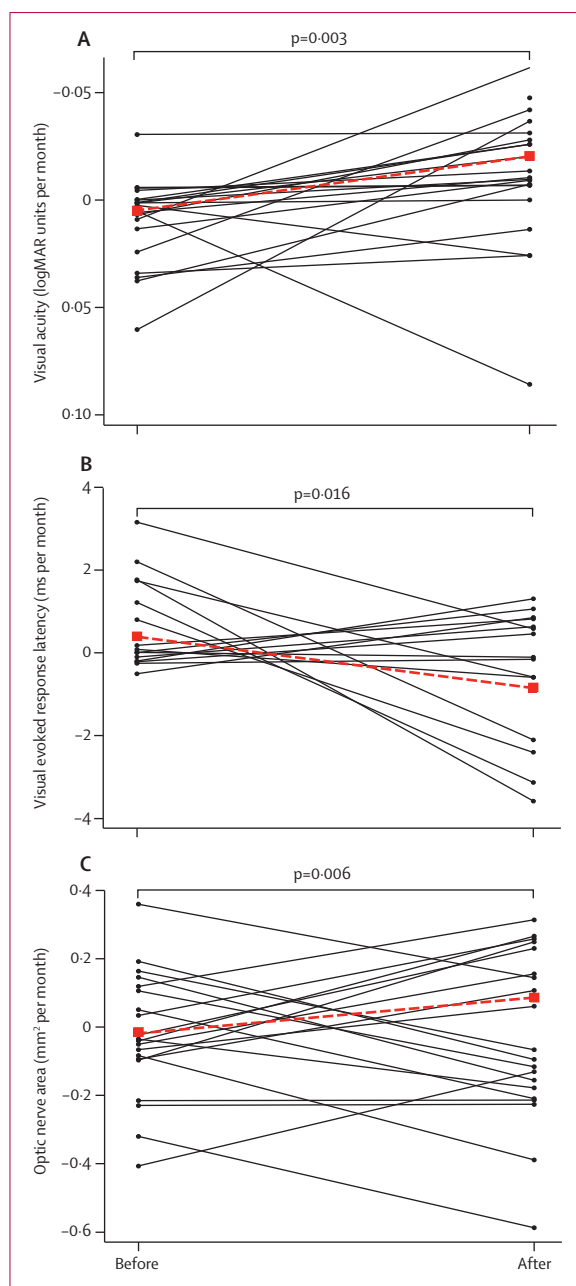 A
p=0·003
−0·05
0
0·05
0·10
Visual acuity (logMAR units per month)
B
p=0·016
4
2
0
−2
−4
Visual evoked response latency (ms per month)
C
p=0·006
0·4
0·2
0
−0·2
−0·4
−0·6
Optic nerve area (mm² per month)
Before
After